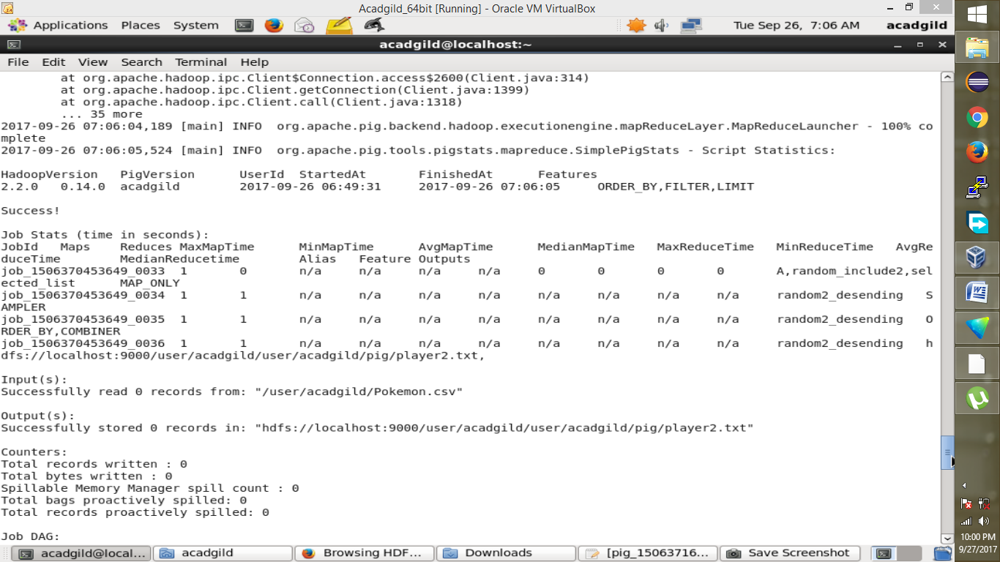 Acadgild_64bit [Running] - Oracle VM VirtualBox
Applications Places System Tue Sep 26, 7:06 AM acadgild
acadgild@localhost:~
File Edit View Search Terminal Help
at org.apache.hadoop.ipc.Client$Connection.access$2600(Client.java:314)
at org.apache.hadoop.ipc.Client.getConnection(Client.java:1399)
at org.apache.hadoop.ipc.Client.call(Client.java:1318)
... 35 more
2017-09-26 07:06:04,189 [main] INFO  org.apache.pig.backend.hadoop.executionengine.mapReduceLayer.MapReduceLauncher - 100% co
mplete
2017-09-26 07:06:05,524 [main] INFO  org.apache.pig.tools.pigstats.mapreduce.SimplePigStats - Script Statistics:
HadoopVersion PigVersion UserId StartedAt FinishedAt Features
2.2.0 0.14.0 acadgild 2017-09-26 06:49:31 2017-09-26 07:06:05 ORDER_BY,FILTER,LIMIT
Success!
Job Stats (time in seconds):
JobId Maps Reduces MaxMapTime MinMapTime AvgMapTime MedianMapTime MaxReduceTime MinReduceTime AvgRe
duceTime MedianReducetime Alias Feature Outputs
job_1506370453649_0033 1 0 n/a n/a n/a n/a 0 0 0 0 A,random_include2,sel
ected_list MAP_ONLY
job_1506370453649_0034 1 1 n/a n/a n/a n/a n/a n/a n/a n/a random2_desending S
AMPLER
job_1506370453649_0035 1 1 n/a n/a n/a n/a n/a n/a n/a n/a random2_desending O
RDER_BY,COMBINER
job_1506370453649_0036 1 1 n/a n/a n/a n/a n/a n/a n/a n/a random2_desending h
dfs://localhost:9000/user/acadgild/user/acadgild/pig/player2.txt,
Input(s):
Successfully read 0 records from: "/user/acadgild/Pokemon.csv"
Output(s):
Successfully stored 0 records in: "hdfs://localhost:9000/user/acadgild/user/acadgild/pig/player2.txt"
Counters:
Total records written : 0
Total bytes written : 0
Spillable Memory Manager spill count : 0
Total bags proactively spilled: 0
Total records proactively spilled: 0
Job DAG:
acadgild@local... acadgild Browsing HDF... Downloads [pig_15063716... Save Screenshot
10:00 PM
9/27/2017